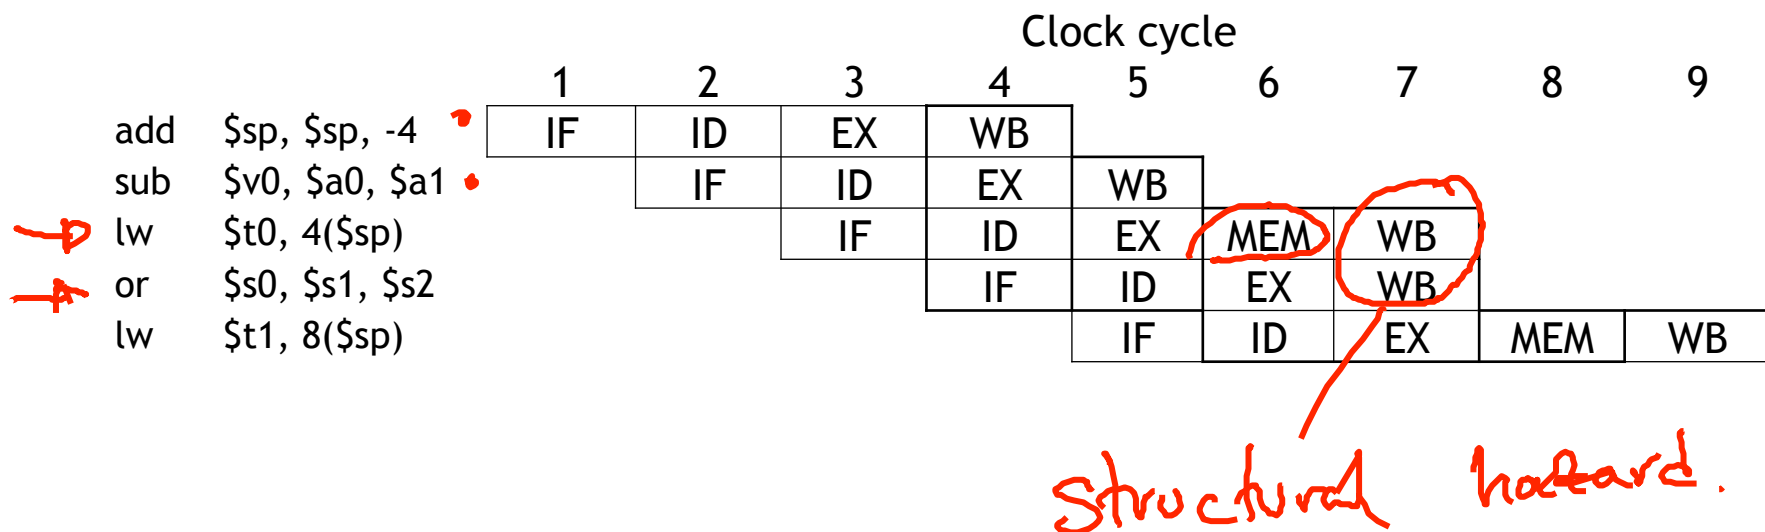 Clock cycle
1 2 3 4 5 6 7 8 9
add $sp, $sp, -4 IF ID EX WB
sub $v0, $a0, $a1 IF ID EX WB
lw $t0, 4($sp) IF ID EX MEM WB
or $s0, $s1, $s2 IF ID EX WB
lw $t1, 8($sp) IF ID EX MEM WB
Structural hazard.